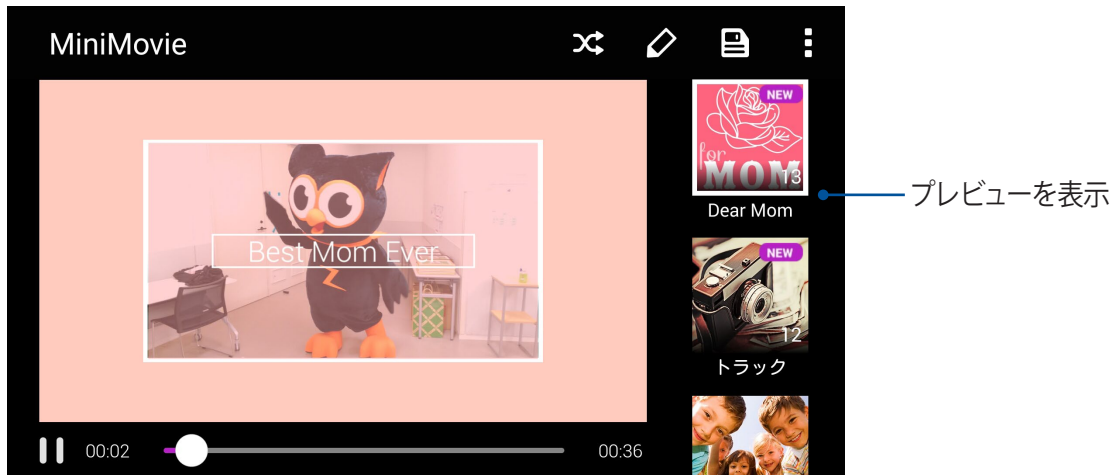 MiniMovie
NEW
for
MOM
13
Dear Mom
プレビューを表示
Best Mom Ever
NEW
12
トラック
00:02
00:36